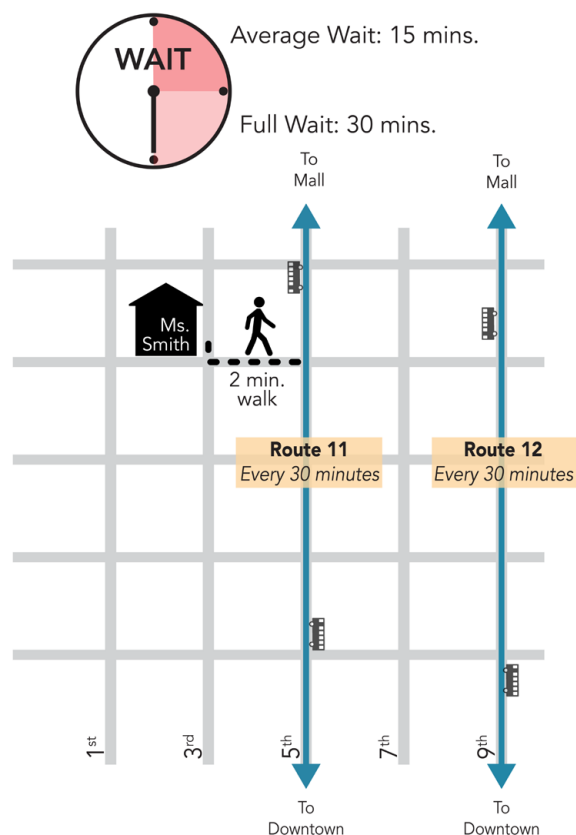 WAIT
Average Wait: 15 mins.
Full Wait: 30 mins.
To
Mall
To
Mall
Ms.
Smith
2 min.
walk
Route 11
Every 30 minutes
Route 12
Every 30 minutes
1st
3rd
5th
7th
9th
To
Downtown
To
Downtown